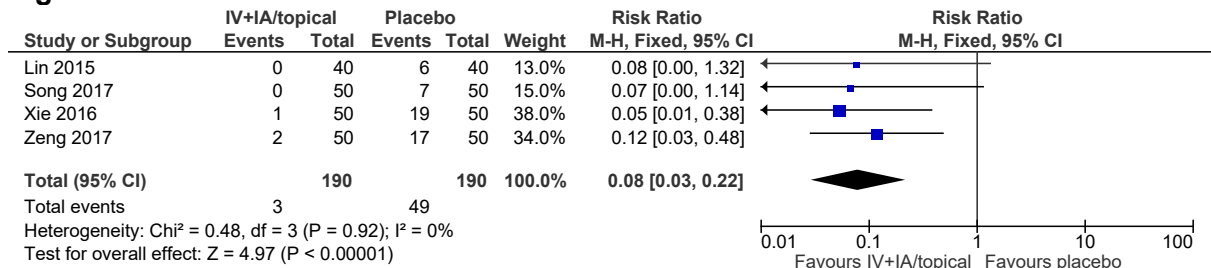 IV+IA/topical Placebo Risk Ratio Risk Ratio
Study or Subgroup Events Total Events Total Weight M-H, Fixed, 95% CI M-H, Fixed, 95% CI
Lin 2015 0 40 6 40 13.0% 0.08 [0.00, 1.32]
Song 2017 0 50 7 50 15.0% 0.07 [0.00, 1.14]
Xie 2016 1 50 19 50 38.0% 0.05 [0.01, 0.38]
Zeng 2017 2 50 17 50 34.0% 0.12 [0.03, 0.48]
Total (95% CI) 190 190 100.0% 0.08 [0.03, 0.22]
Total events 3 49
Heterogeneity: Chi² = 0.48, df = 3 (P = 0.92); I² = 0%
Test for overall effect: Z = 4.97 (P < 0.00001)
0.01 0.1 1 10 100
Favours IV+IA/topical Favours placebo